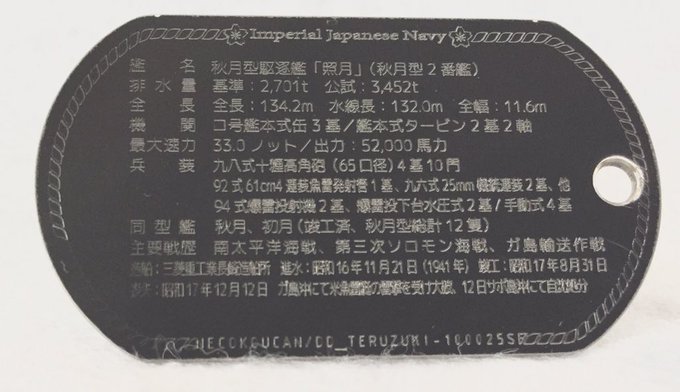 Imperial Japanese Navy
艦 名 秋月型駆逐艦「照月」（秋月型２番艦）
排 水 量 基準：2,701t 公試：3,452t
全 長 全長：134.2m 水線長：132.0m 全幅：11.6m
機 関 ロ号艦本式缶３基/艦本式タービン２基２軸
最大速力 33.0ノット/出力：52,000馬力
兵 装 九八式十糎高角砲（65口径）４基10門
92式61cm４連装魚雷発射管１基、九六式25mm機銃連装２基、他
94式爆雷投射機２基、爆雷投下台水圧式２基/手動式４基
同 型 艦 秋月、初月（竣工済、秋月型総計12隻）
主要戦歴 南太平洋海戦、第三次ソロモン海戦、ガ島輸送作戦
造船：三菱重工業長崎造船所 進水：昭和16年11月21日（1941年） 竣工：昭和17年8月31日
昭和17年12月12日 ガ島沖にて米魚雷艇の雷撃を受け大破、12日サボ島沖にて自沈処分
NECOKOUCAN/DD_TERUZUKI-100025SF